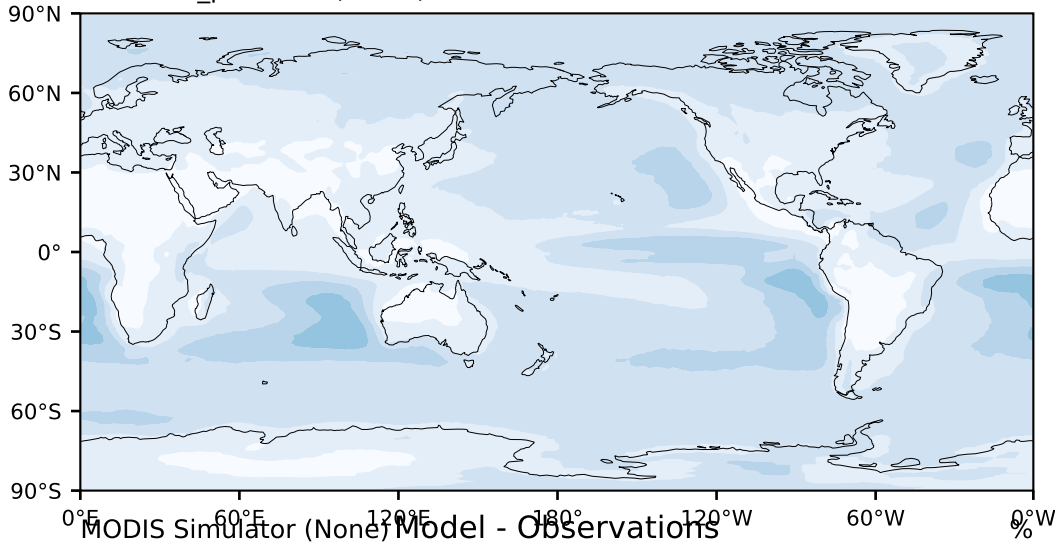 90°N
60°N
30°N
0°
30°S
60°S
90°S
0°E 60°E 120°E 180° 120°W 60°W 0°W
MODIS Simulator (None) Model - Observations %